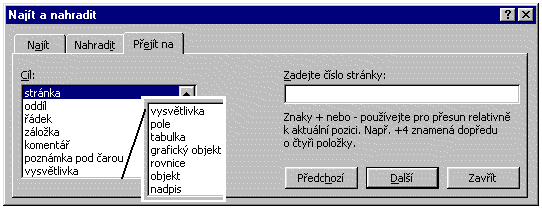 Najít a nahradit
Najít
Nahradit
Přejít na
Cíl:
stránka
oddíl
řádek
záložka
komentář
poznámka pod čarou
vysvětlivka
vysvětlivka
pole
tabulka
grafický objekt
rovnice
objekt
nadpis
Zadejte číslo stránky:
Znaky + nebo - používejte pro přesun relativně
k aktuální pozici. Např. +4 znamená dopředu
o čtyři položky.
Předchozí
Další
Zavřít